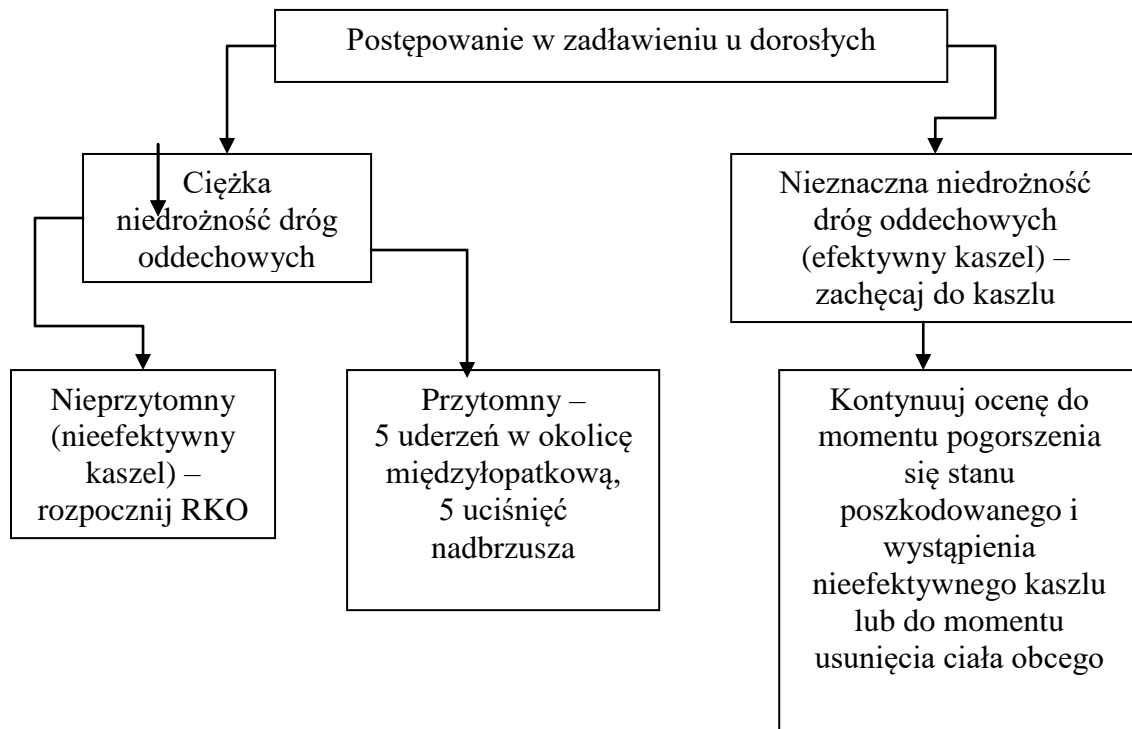 Postępowanie w zadławieniu u dorosłych
Ciężka
niedrożność dróg
oddechowych
Nieznaczna niedrożność
dróg oddechowych
(efektywny kaszel) –
zachęcaj do kaszlu
Nieprzytomny
(nieefektywny
kaszel) –
rozpocznij RKO
Przytomny –
5 uderzeń w okolicę
międzyłopatkową,
5 uciśnięć
nadbrzusza
Kontynuuj ocenę do
momentu pogorszenia
się stanu
poszkodowanego i
wystąpienia
nieefektywnego kaszlu
lub do momentu
usunięcia ciała obcego